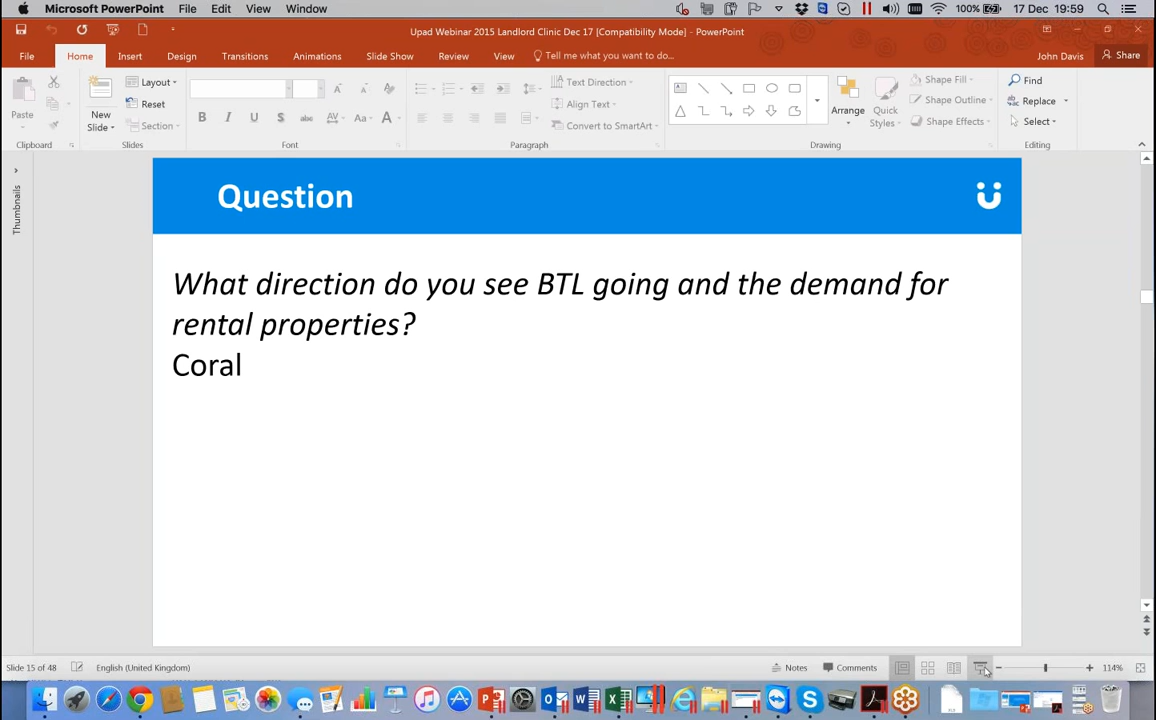 Microsoft PowerPoint File Edit View Window 100% 17 Dec 19:59
Upad Webinar 2015 Landlord Clinic Dec 17 [Compatibility Mode] - PowerPoint
File Home Insert Design Transitions Animations Slide Show Review View Tell me what you want to do... John Davis Share
Paste
New Slide
Layout
Reset
Section
B I U S abc AV Aa A
Text Direction
Align Text
Convert to SmartArt
Arrange
Quick Styles
Shape Fill
Shape Outline
Shape Effects
Find
Replace
Select
Clipboard Slides Font Paragraph Drawing Editing
Thumbnails
Question
What direction do you see BTL going and the demand for
rental properties?
Coral
Slide 15 of 48 English (United Kingdom) Notes Comments 114%